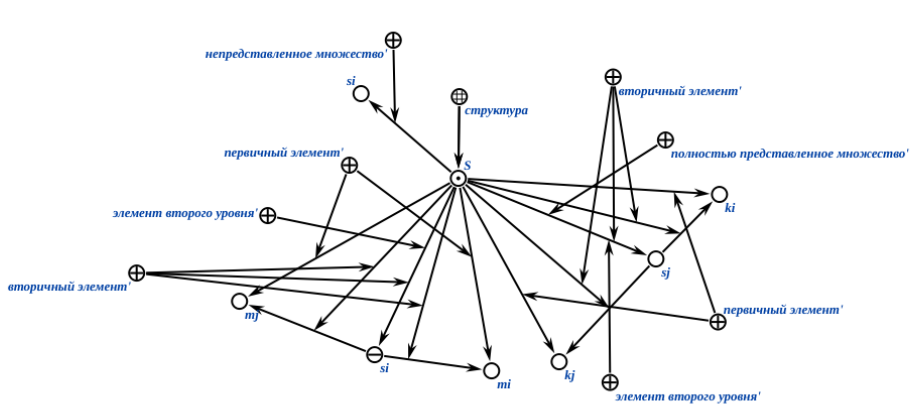 непредставленное множество'
si
вторичный элемент'
структура
первичный элемент'
полностью представленное множество'
S
ki
элемент второго уровня'
sj
вторичный элемент'
mj
первичный элемент'
si
mi
kj
элемент второго уровня'